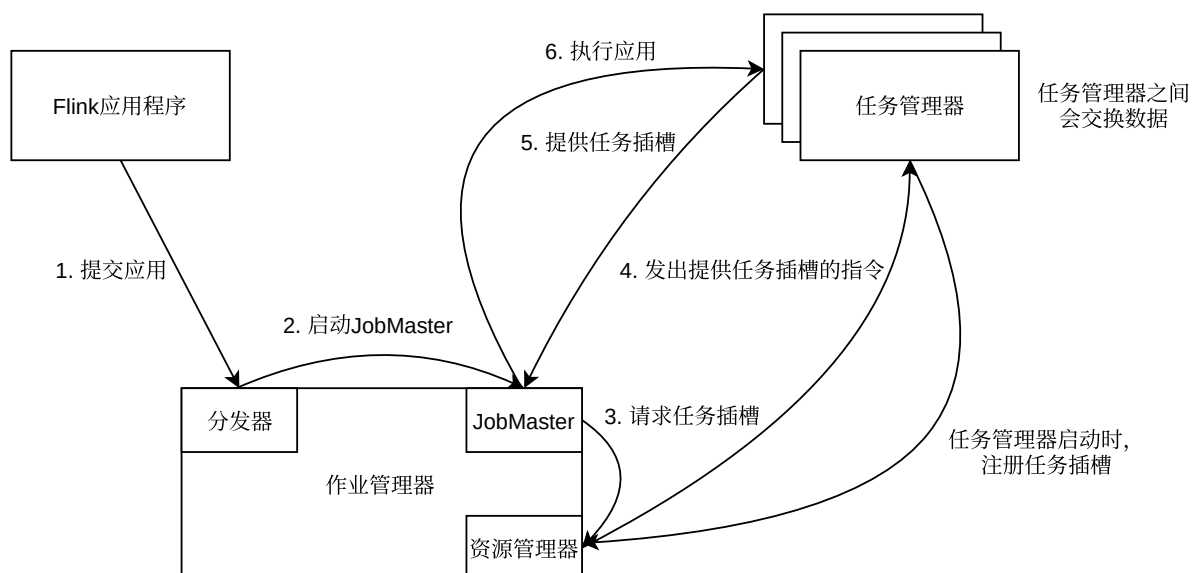 6. 执行应用
Flink应用程序
任务管理器
任务管理器之间
会交换数据
5. 提供任务插槽
1. 提交应用
4. 发出提供任务插槽的指令
2. 启动JobMaster
分发器
JobMaster
3. 请求任务插槽
任务管理器启动时，
注册任务插槽
作业管理器
资源管理器